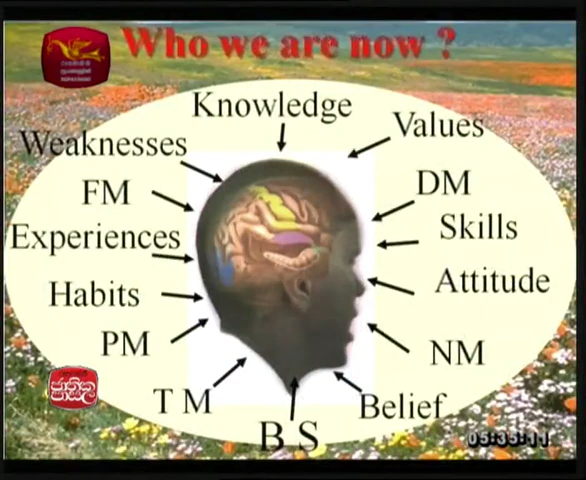 Who we are now ?
Knowledge
Values
Weaknesses
DM
FM
Skills
Experiences
Attitude
Habits
PM
NM
ජාතික
පාසල
T M
Belief
B S
05:35:11